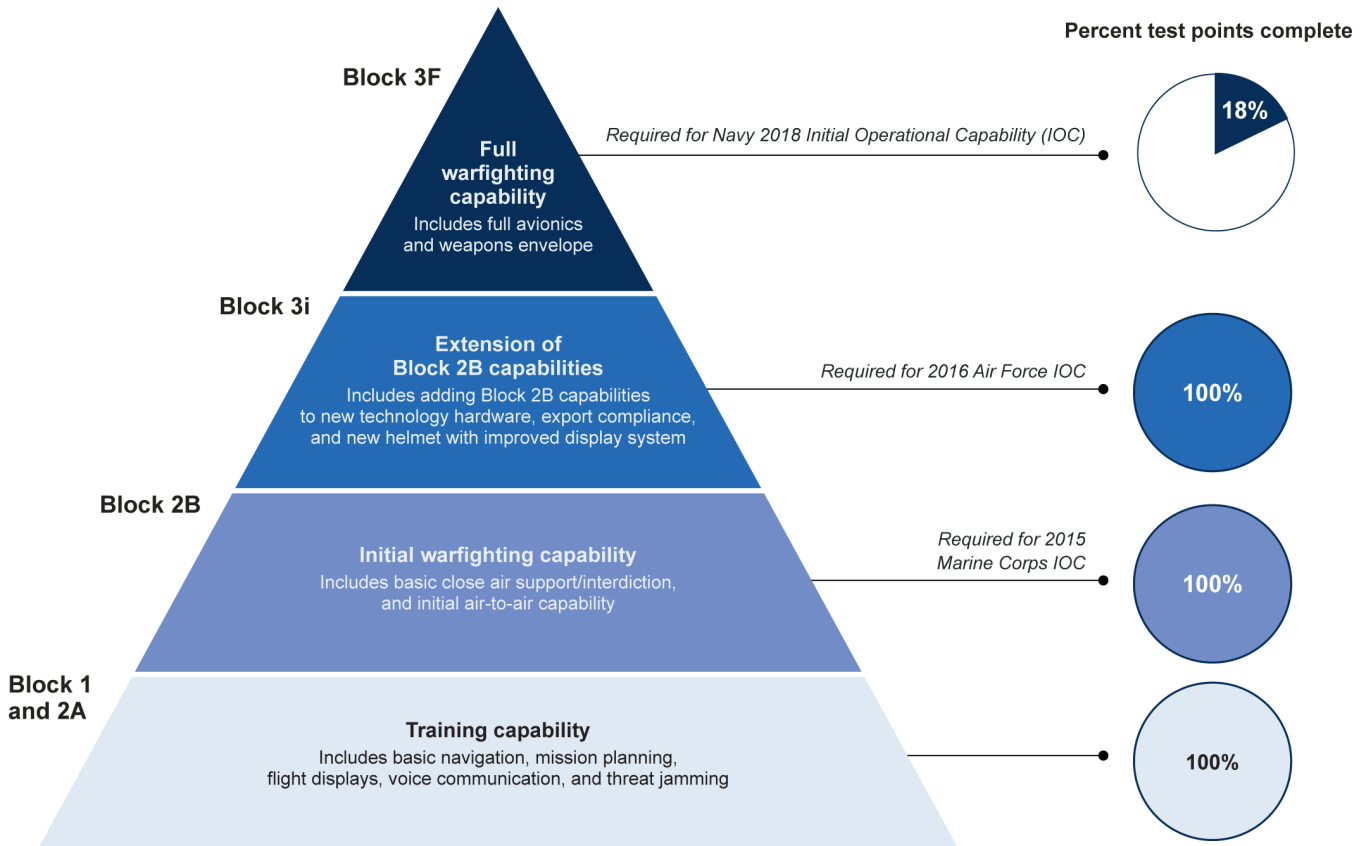 Percent test points complete
Block 3F
18%
Required for Navy 2018 Initial Operational Capability (IOC)
Full
warfighting
capability
Includes full avionics
and weapons envelope
Block 3i
Extension of
Block 2B capabilities
Includes adding Block 2B capabilities
to new technology hardware, export compliance,
and new helmet with improved display system
Required for 2016 Air Force IOC
100%
Block 2B
Initial warfighting capability
Includes basic close air support/interdiction,
and initial air-to-air capability
Required for 2015
Marine Corps IOC
100%
Block 1
and 2A
Training capability
Includes basic navigation, mission planning,
flight displays, voice communication, and threat jamming
100%